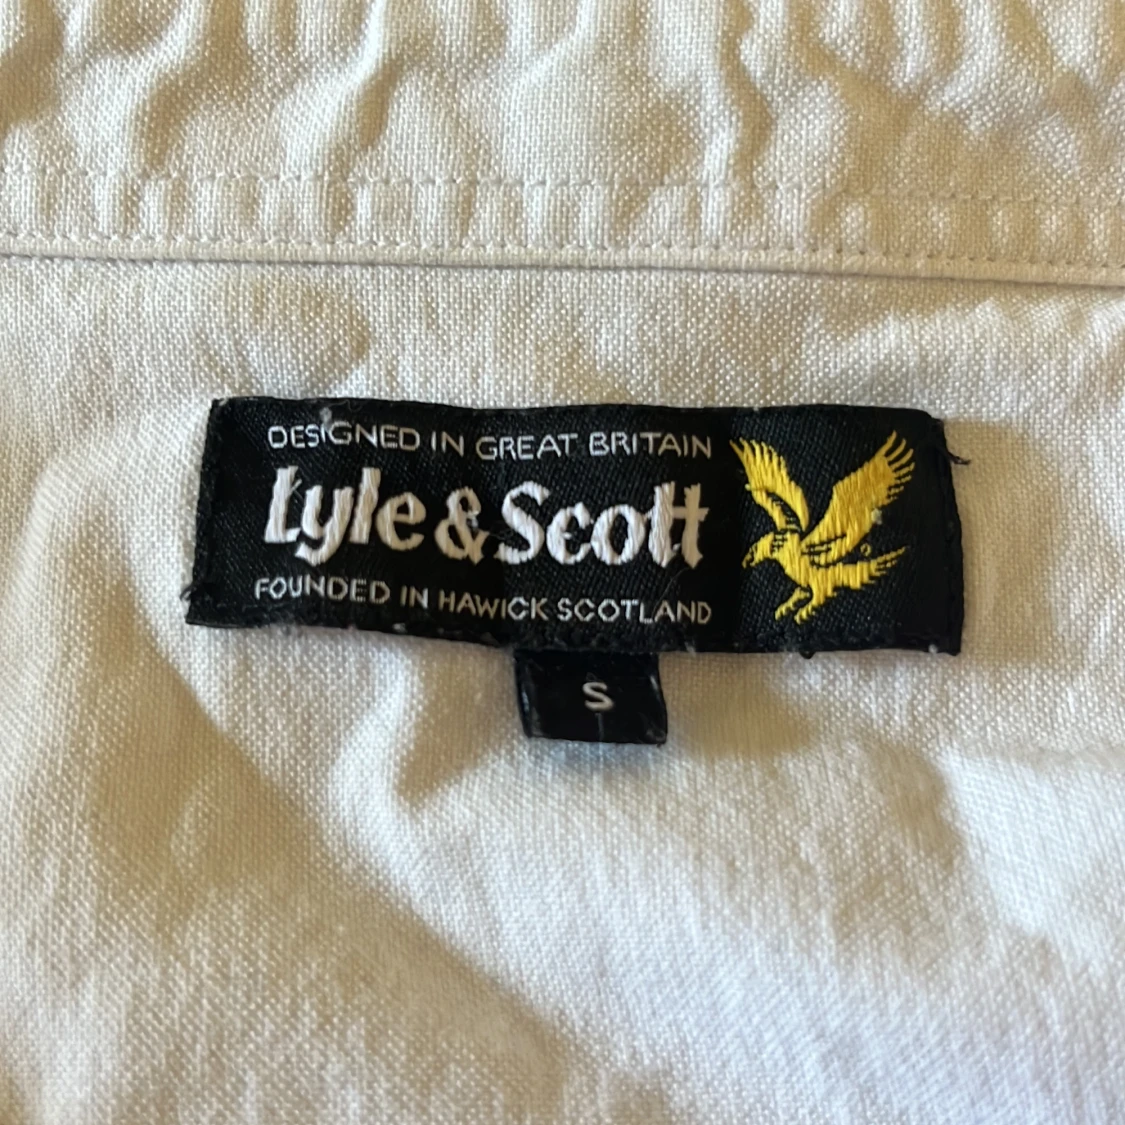 DESIGNED IN GREAT BRITAIN
Lyle & Scott
FOUNDED IN HAWICK SCOTLAND
S